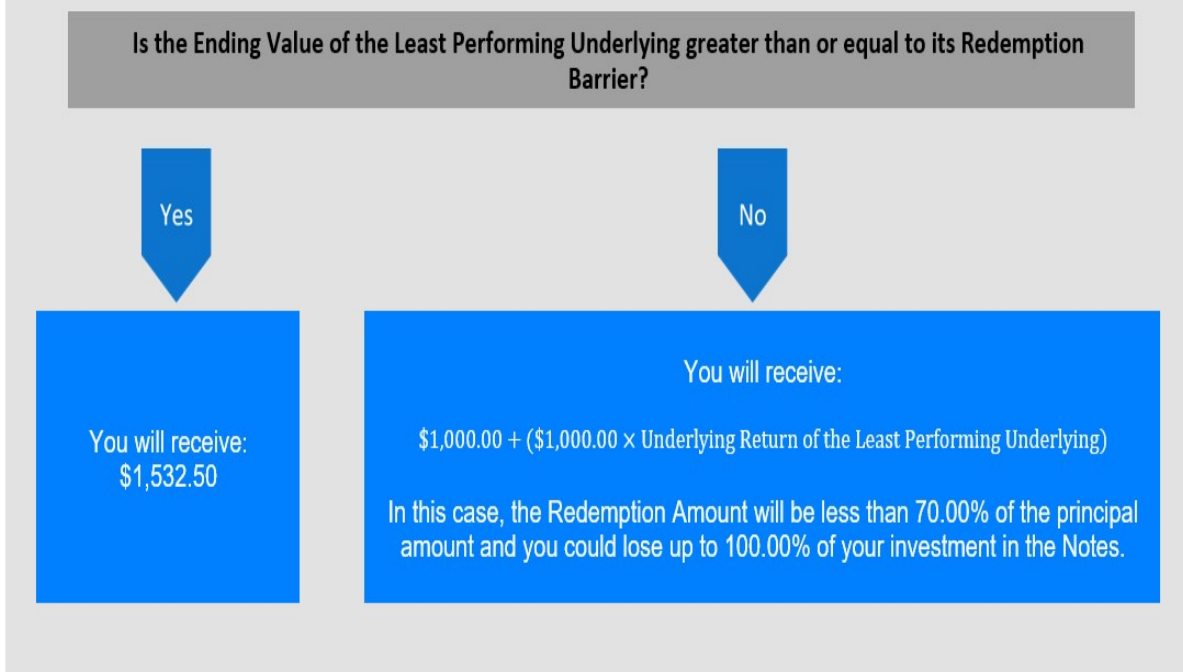 Is the Ending Value of the Least Performing Underlying greater than or equal to its Redemption
Barrier?
Yes
No
You will receive:
$1,532.50
You will receive:
$1,000.00 + ($1,000.00 × Underlying Return of the Least Performing Underlying)
In this case, the Redemption Amount will be less than 70.00% of the principal
amount and you could lose up to 100.00% of your investment in the Notes.